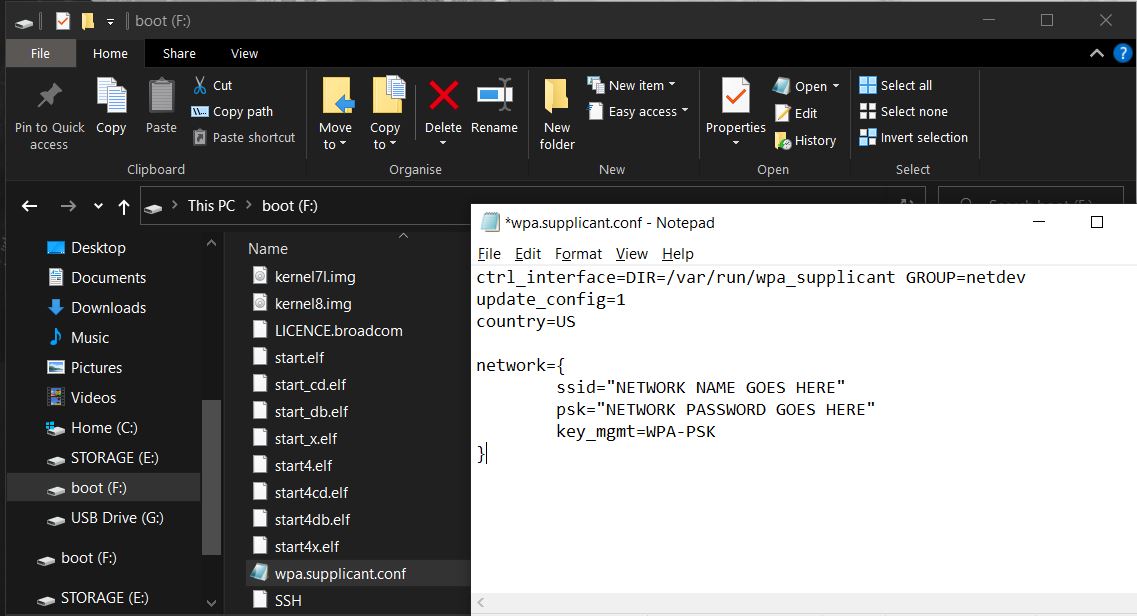 boot (F:)
File
Home
Share
View
Pin to Quick
access
Copy
Paste
Cut
Copy path
Paste shortcut
Clipboard
Move
to
Copy
to
Delete
Rename
Organise
New
folder
New item
Easy access
New
Properties
Open
Edit
History
Open
Select all
Select none
Invert selection
Select
This PC
boot (F:)
Desktop
Documents
Downloads
Music
Pictures
Videos
Home (C:)
STORAGE (E:)
boot (F:)
USB Drive (G:)
boot (F:)
STORAGE (E:)
Name
kernel7l.img
kernel8.img
LICENCE.broadcom
start.elf
start_cd.elf
start_db.elf
start_x.elf
start4.elf
start4cd.elf
start4db.elf
start4x.elf
wpa.supplicant.conf
SSH
*wpa.supplicant.conf - Notepad
File Edit Format View Help
ctrl_interface=DIR=/var/run/wpa_supplicant GROUP=netdev
update_config=1
country=US
network={
ssid="NETWORK NAME GOES HERE"
psk="NETWORK PASSWORD GOES HERE"
key_mgmt=WPA-PSK
}